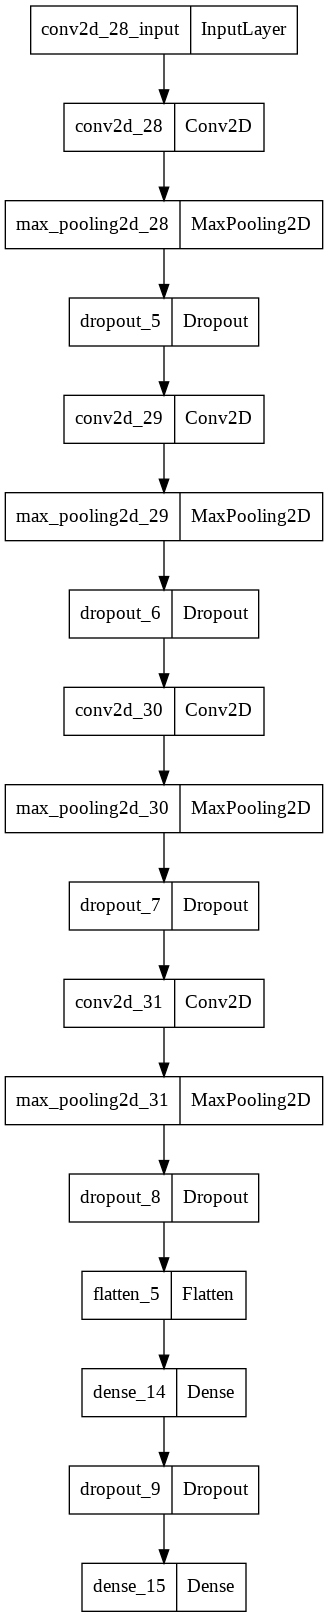 conv2d_28_input InputLayer
conv2d_28 Conv2D
max_pooling2d_28 MaxPooling2D
dropout_5 Dropout
conv2d_29 Conv2D
max_pooling2d_29 MaxPooling2D
dropout_6 Dropout
conv2d_30 Conv2D
max_pooling2d_30 MaxPooling2D
dropout_7 Dropout
conv2d_31 Conv2D
max_pooling2d_31 MaxPooling2D
dropout_8 Dropout
flatten_5 Flatten
dense_14 Dense
dropout_9 Dropout
dense_15 Dense